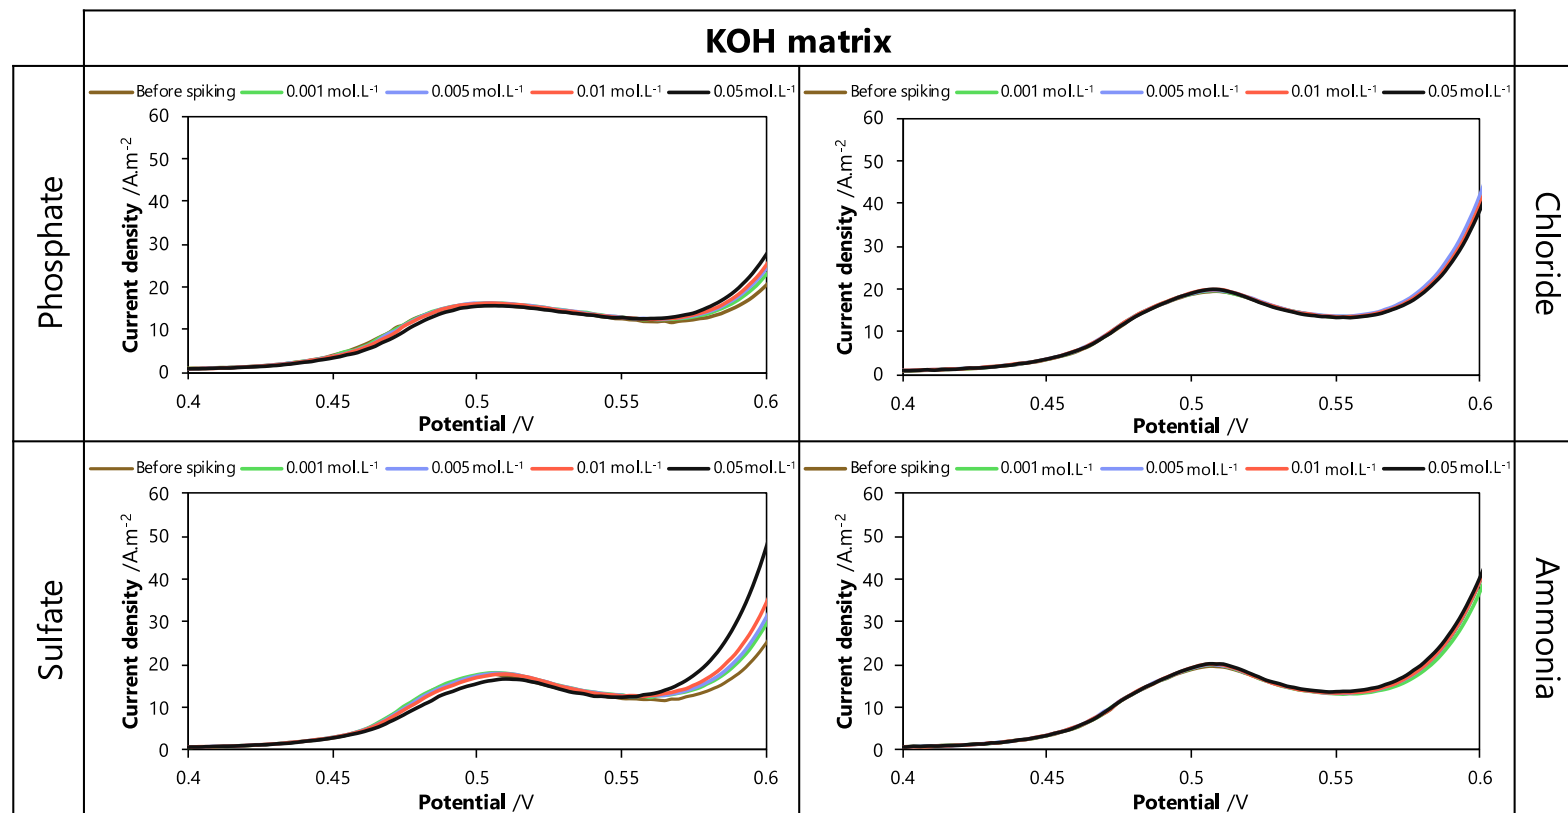 KOH matrix
Phosphate
Before spiking 0.001 mol.L⁻¹ 0.005 mol.L⁻¹ 0.01 mol.L⁻¹ 0.05mol.L⁻¹
Current density /A.m⁻²
60
50
40
30
20
10
0
0.4 0.45 0.5 0.55 0.6
Potential /V
Chloride
Before spiking 0.001 mol.L⁻¹ 0.005 mol.L⁻¹ 0.01 mol.L⁻¹ 0.05mol.L⁻¹
Current density /A.m⁻²
60
50
40
30
20
10
0
0.4 0.45 0.5 0.55 0.6
Potential /V
Sulfate
Before spiking 0.001 mol.L⁻¹ 0.005 mol.L⁻¹ 0.01 mol.L⁻¹ 0.05mol.L⁻¹
Current density /A.m⁻²
60
50
40
30
20
10
0
0.4 0.45 0.5 0.55 0.6
Potential /V
Ammonia
Before spiking 0.001 mol.L⁻¹ 0.005 mol.L⁻¹ 0.01 mol.L⁻¹ 0.05mol.L⁻¹
Current density /A.m⁻²
60
50
40
30
20
10
0
0.4 0.45 0.5 0.55 0.6
Potential /V